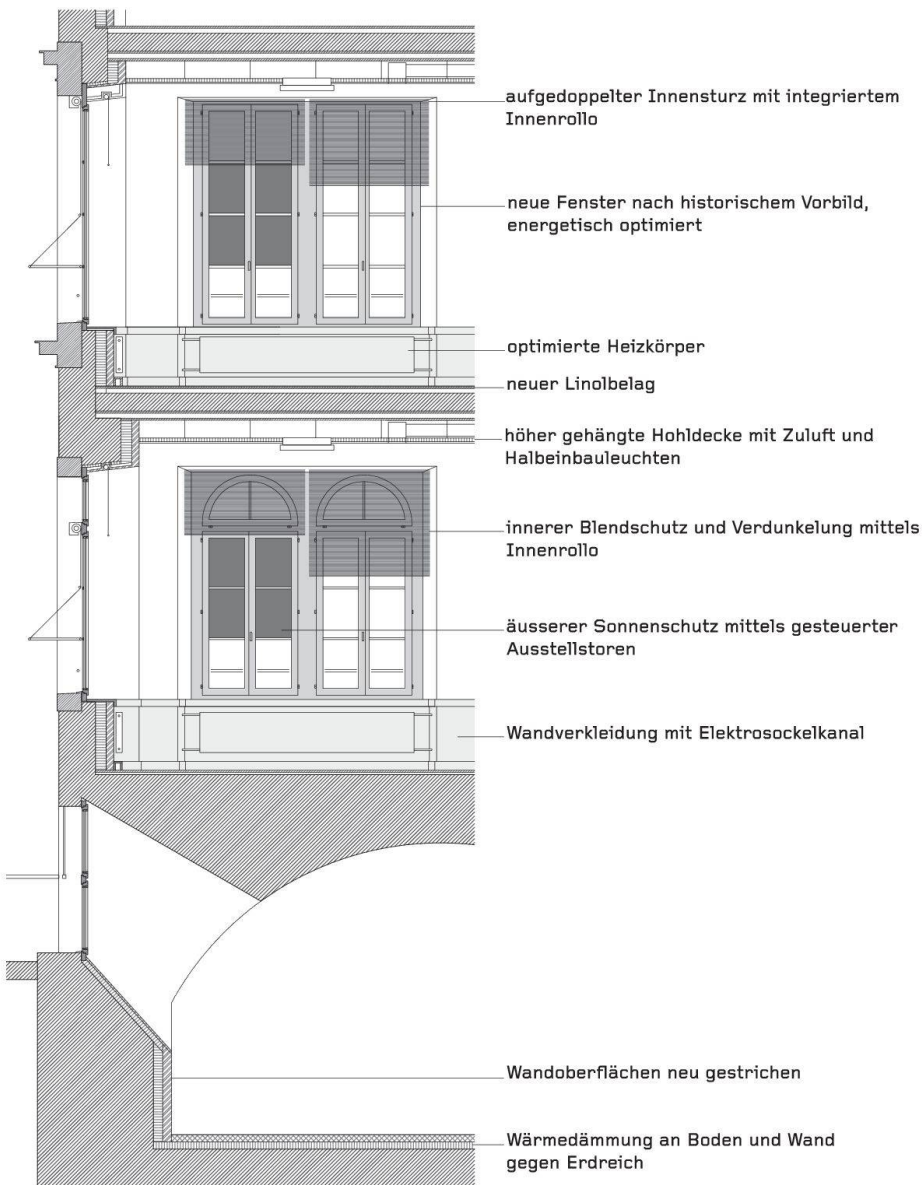 aufgedoppelter Innensturz mit integriertem
Innenrollo
neue Fenster nach historischem Vorbild,
energetisch optimiert
optimierte Heizkörper
neuer Linolbelag
höher gehängte Hohldecke mit Zuluft und
Halbeinbauleuchten
innerer Blendschutz und Verdunkelung mittels
Innenrollo
äusserer Sonnenschutz mittels gesteuerter
Ausstellstoren
Wandverkleidung mit Elektrosockelkanal
Wandoberflächen neu gestrichen
Wärmedämmung an Boden und Wand
gegen Erdreich